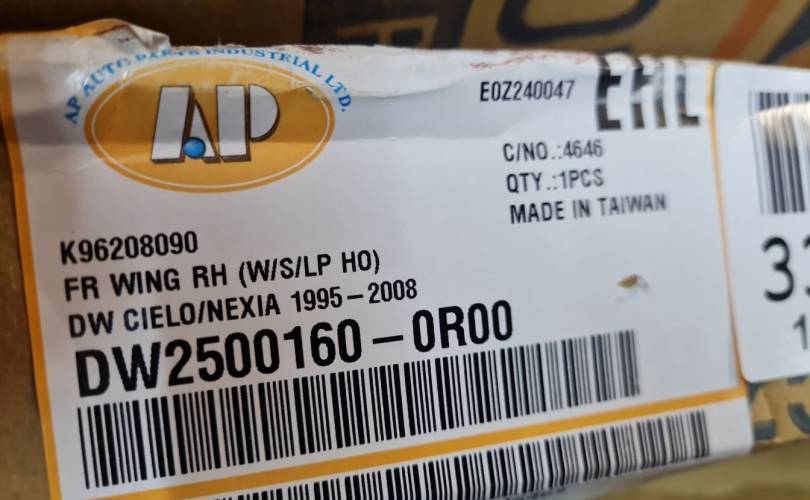 AP AUTO PARTS INDUSTRIAL LTD.
AP
E0Z240047
EAC
C/NO.:4646
QTY.:1PCS
MADE IN TAIWAN
K96208090
FR WING RH (W/S/LP HO)
DW CIELO/NEXIA 1995-2008
DW2500160-0R00